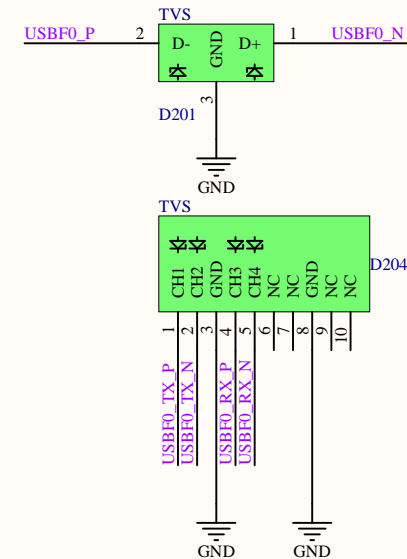 TVS
USBF0_P 2 D- GND D+ 1 USBF0_N
3
D201
GND
TVS
D204
CH1 CH2 GND CH3 CH4 NC NC GND NC NC
1 2 3 4 5 6 7 8 9 10
USBF0_TX_P
USBF0_TX_N
USBF0_RX_P
USBF0_RX_N
GND GND